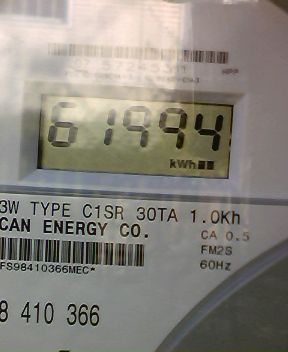 HPP
61994
kWh
3W TYPE C1SR 30TA 1.0Kh
CAN ENERGY CO.
CA 0.5
FM2S
60Hz
FS98410366MEC*
8 410 366